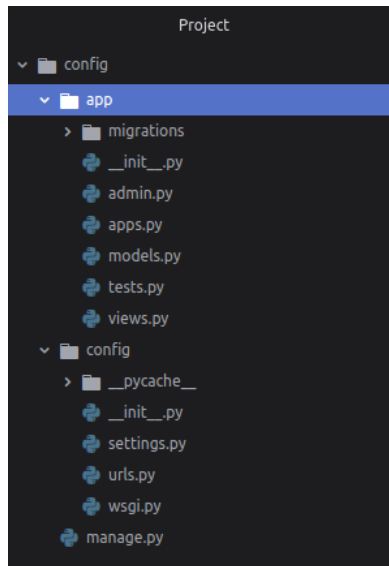 Project
config
app
migrations
__init__.py
admin.py
apps.py
models.py
tests.py
views.py
config
__pycache__
__init__.py
settings.py
urls.py
wsgi.py
manage.py